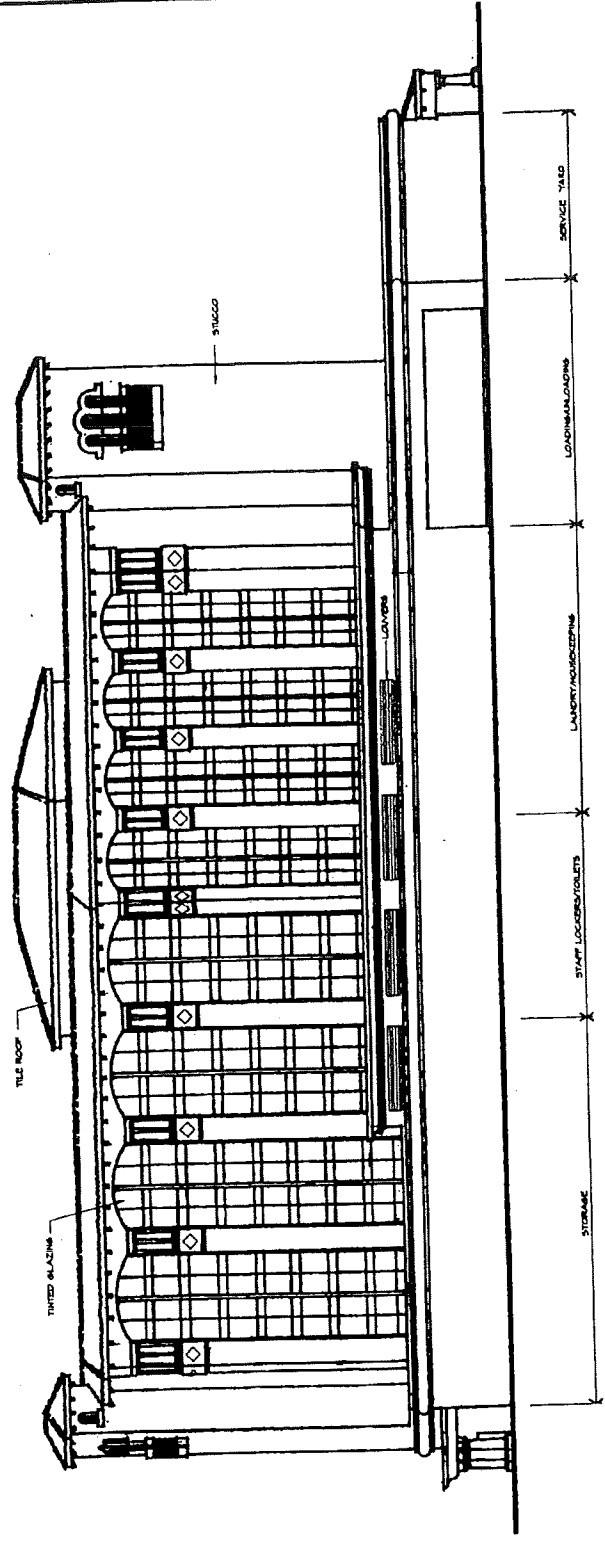 TILE ROOF
TINTED GLAZING
STUCCO
LOUVERS
STORAGE
STAFF LOCKERS/TOILETS
LAUNDRY/HOUSEKEEPING
LOADING/UNLOADING
SERVICE YARD